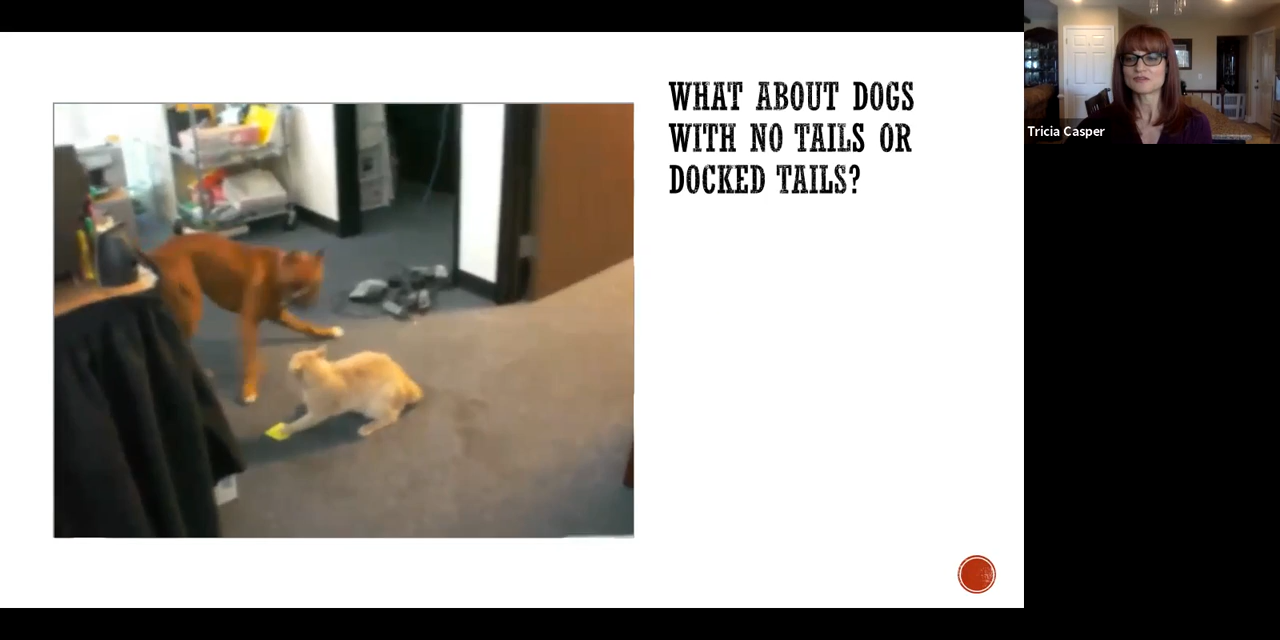 WHAT ABOUT DOGS
WITH NO TAILS OR
DOCKED TAILS?
Tricia Casper